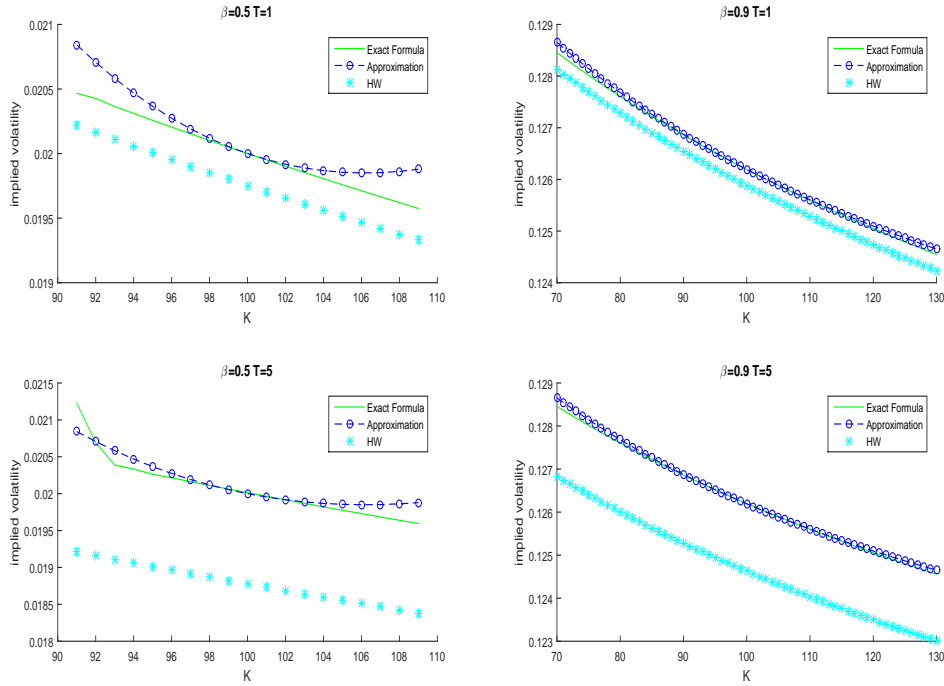 β=0.5 T=1
0.021
0.0205
0.02
0.0195
0.019
implied volatility
90 92 94 96 98 100 102 104 106 108 110
K
Exact Formula
Approximation
HW
β=0.9 T=1
0.129
0.128
0.127
0.126
0.125
0.124
implied volatility
70 80 90 100 110 120 130
K
Exact Formula
Approximation
HW
β=0.5 T=5
0.0215
0.021
0.0205
0.02
0.0195
0.019
0.0185
0.018
implied volatility
90 92 94 96 98 100 102 104 106 108 110
K
Exact Formula
Approximation
HW
β=0.9 T=5
0.129
0.128
0.127
0.126
0.125
0.124
0.123
implied volatility
70 80 90 100 110 120 130
K
Exact Formula
Approximation
HW